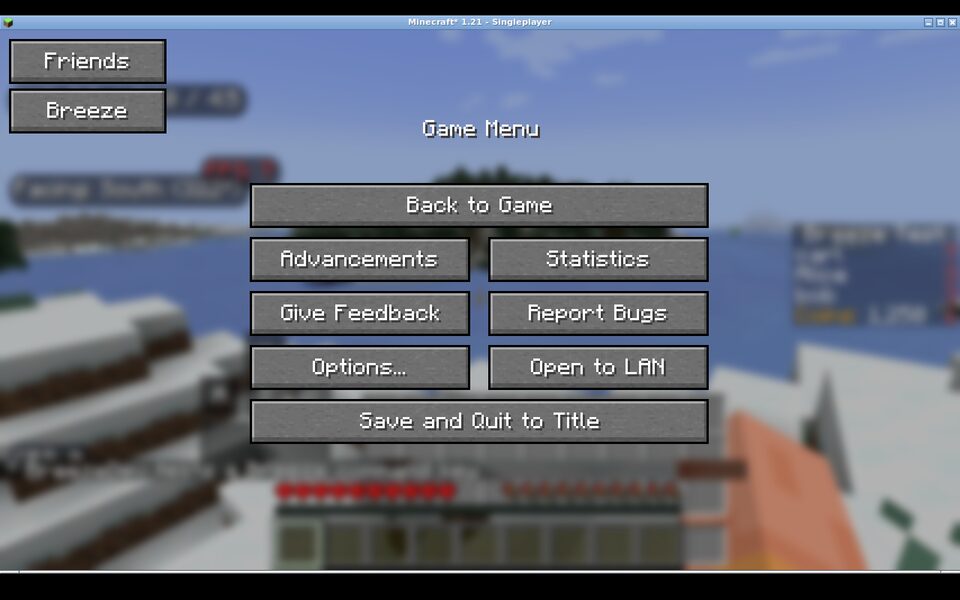 Minecraft* 1.21 - Singleplayer
Friends
Breeze
Game Menu
Back to Game
Advancements
Statistics
Give Feedback
Report Bugs
Options...
Open to LAN
Save and Quit to Title